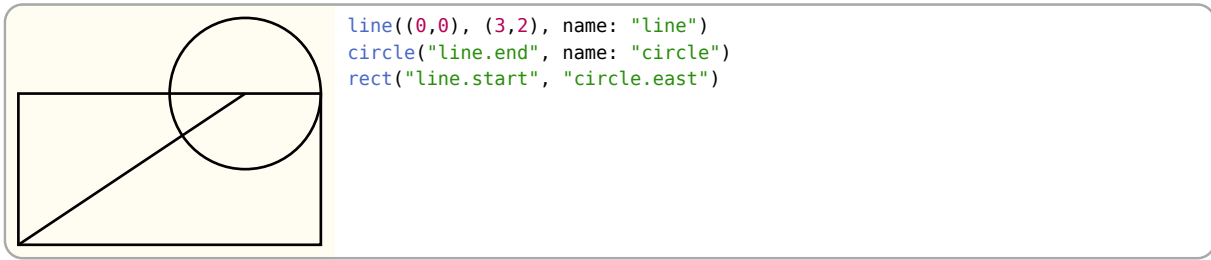 line((0,0), (3,2), name: "line")
circle("line.end", name: "circle")
rect("line.start", "circle.east")